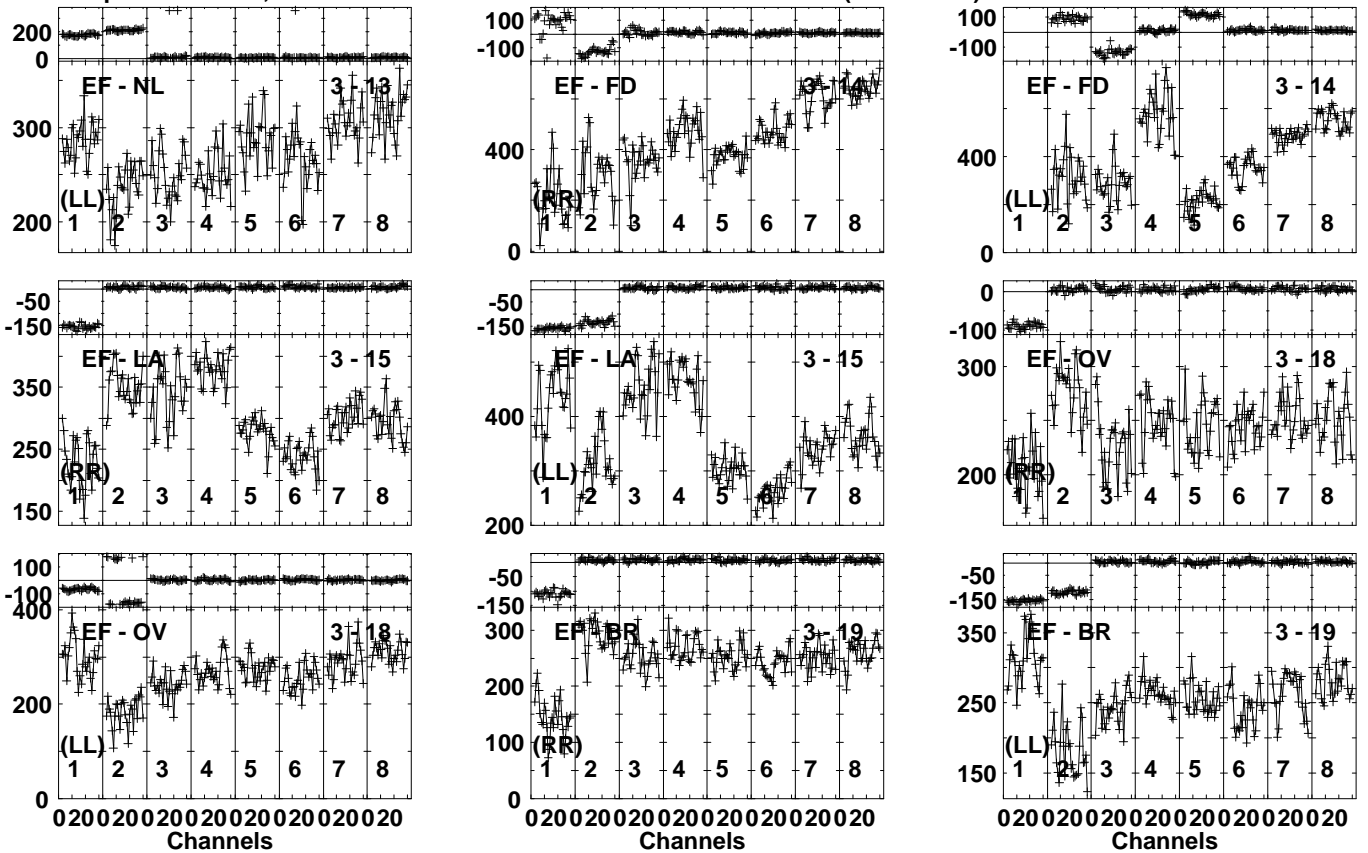 200
0
EF - NL 3 - 13
300
200
(LL)
1 2 3 4 5 6 7 8
100
-100
EF - FD 3 - 14
400
0
(RR)
1 2 3 4 5 6 7 8
100
-100
EF - FD 3 - 14
400
0
(LL)
1 2 3 4 5 6 7 8
-50
-150
EF - LA 3 - 15
350
250
150
(RR)
1 2 3 4 5 6 7 8
-50
-150
EF - LA 3 - 15
400
200
(LL)
1 2 3 4 5 6 7 8
0
-100
EF - OV 3 - 18
300
200
(RR)
1 2 3 4 5 6 7 8
100
-100
400
EF - OV 3 - 18
200
0
(LL)
1 2 3 4 5 6 7 8
0 20 0 20 0 20 0 20 0 20 0 20 0 20 0 20
Channels
-50
-150
EF - BR 3 - 19
300
200
100
0
(RR)
1 2 3 4 5 6 7 8
0 20 0 20 0 20 0 20 0 20 0 20 0 20 0 20
Channels
-50
-150
EF - BR 3 - 19
350
250
150
(LL)
1 2 3 4 5 6 7 8
0 20 0 20 0 20 0 20 0 20 0 20 0 20 0 20
Channels